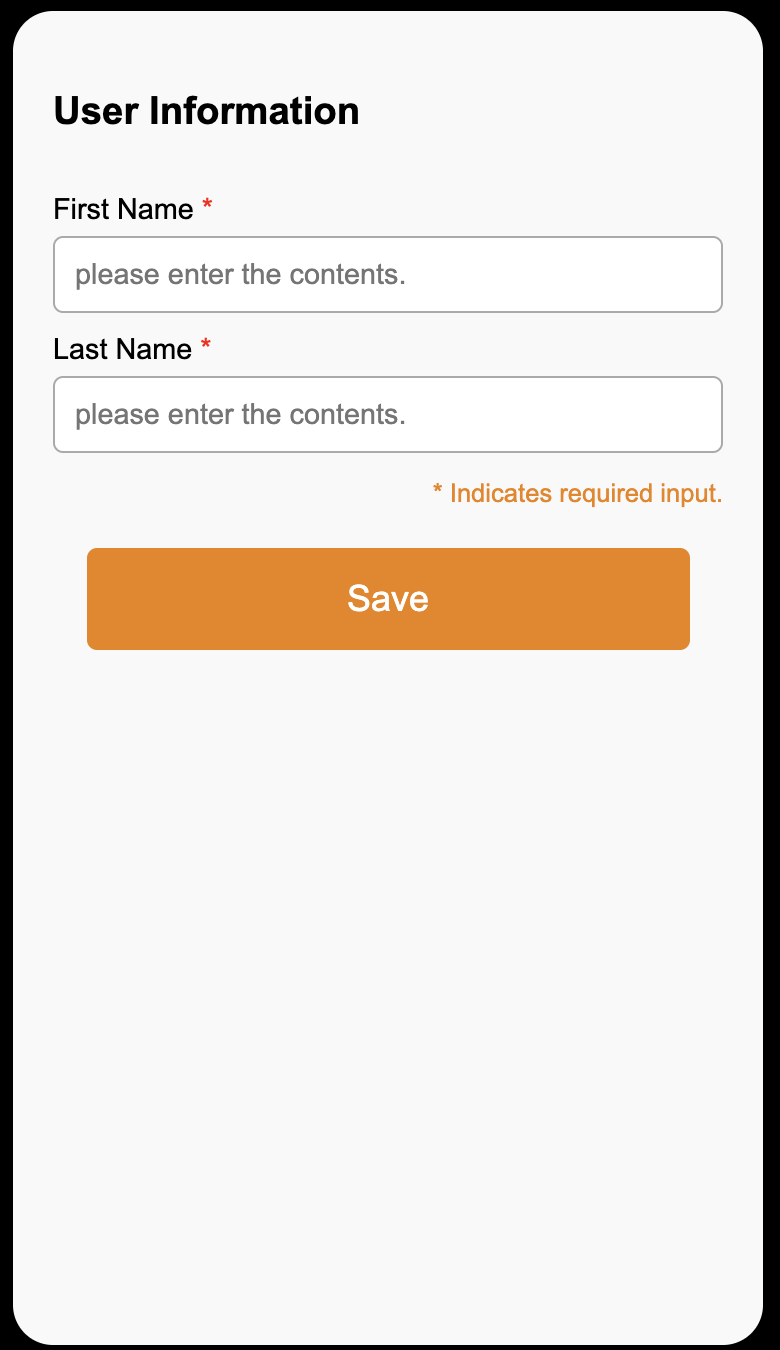 User Information
First Name *
please enter the contents.
Last Name *
please enter the contents.
* Indicates required input.
Save